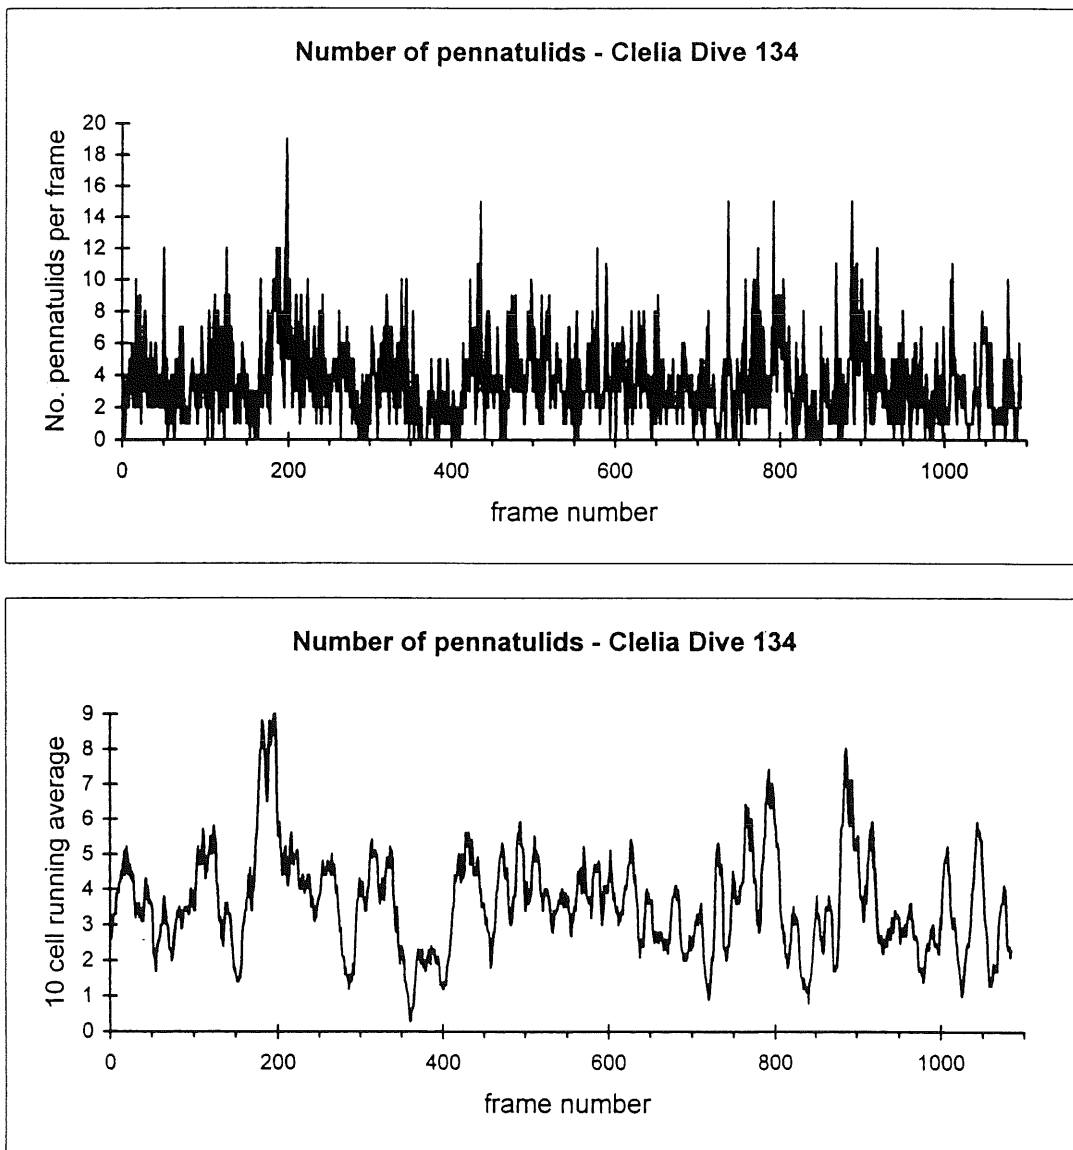 Number of pennatulids - Clelia Dive 134
No. pennatulids per frame
20
18
16
14
12
10
8
6
4
2
0
0 200 400 600 800 1000
frame number
Number of pennatulids - Clelia Dive 134
10 cell running average
9
8
7
6
5
4
3
2
1
0
0 200 400 600 800 1000
frame number